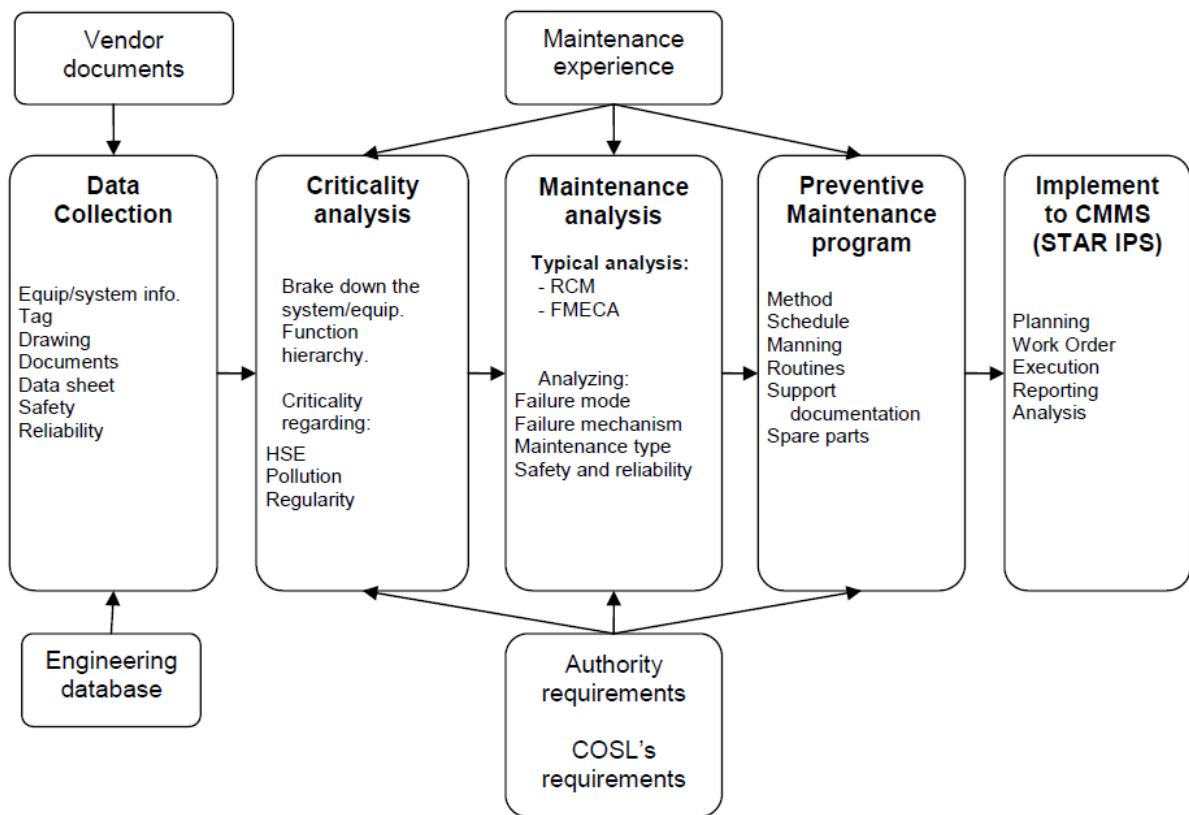 Vendor
documents
Maintenance
experience
Data
Collection
Equip/system info.
Tag
Drawing
Documents
Data sheet
Safety
Reliability
Criticality
analysis
Brake down the
system/equip.
Function
hierarchy.
Criticality
regarding:
HSE
Pollution
Regularity
Maintenance
analysis
Typical analysis:
- RCM
- FMECA
Analyzing:
Failure mode
Failure mechanism
Maintenance type
Safety and reliability
Preventive
Maintenance
program
Method
Schedule
Manning
Routines
Support
documentation
Spare parts
Implement
to CMMS
(STAR IPS)
Planning
Work Order
Execution
Reporting
Analysis
Engineering
database
Authority
requirements
COSL's
requirements